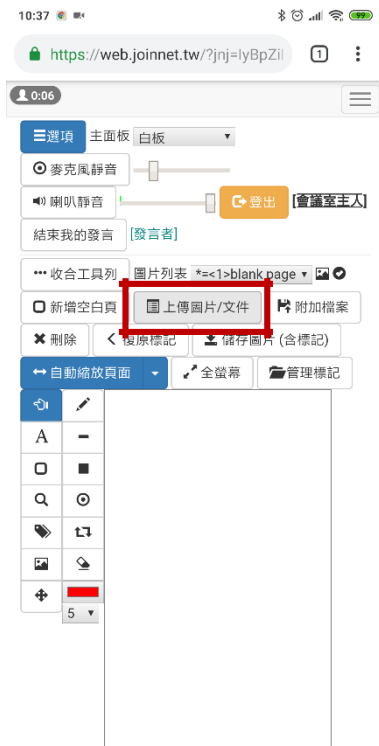 10:37 99
https://web.joinnet.tw/?jnj=lyBpZil 1
0:06
選項 主面板 白板
麥克風靜音
喇叭靜音 登出 [會議室主人]
結束我的發言 [發言者]
收合工具列 圖片列表 *=<1>blank page
新增空白頁 上傳圖片/文件 附加檔案
刪除 復原標記 儲存圖片 (含標記)
自動縮放頁面 全螢幕 管理標記
A
5